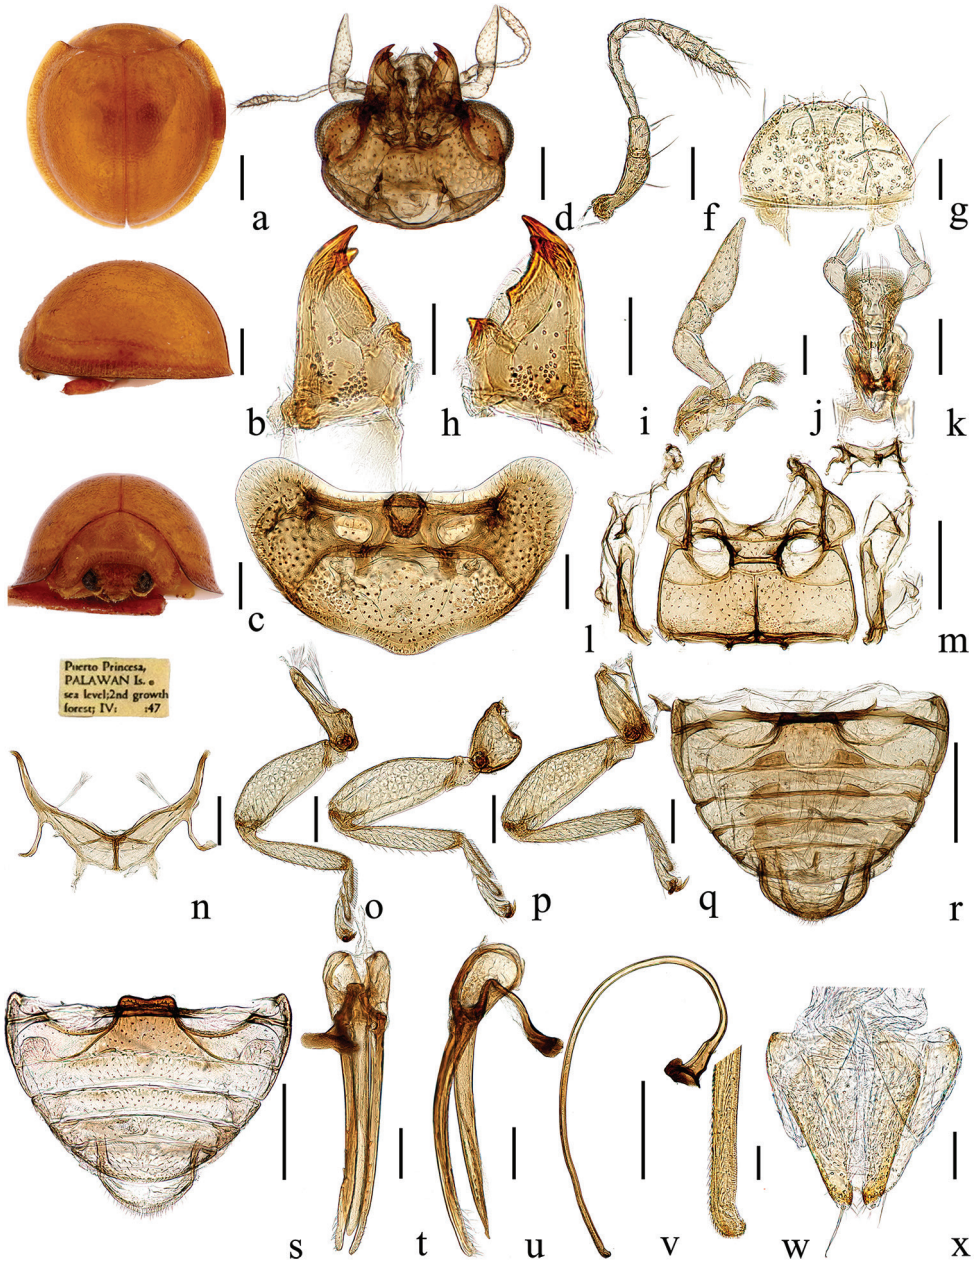 a
d
f
g
b
h
i
j
k
c
l
m
Puerto Princesa,
PALAWAN Is.
sea level;2nd growth
forest; IV: :47
n
o
p
q
r
s
t
u
v
w
x